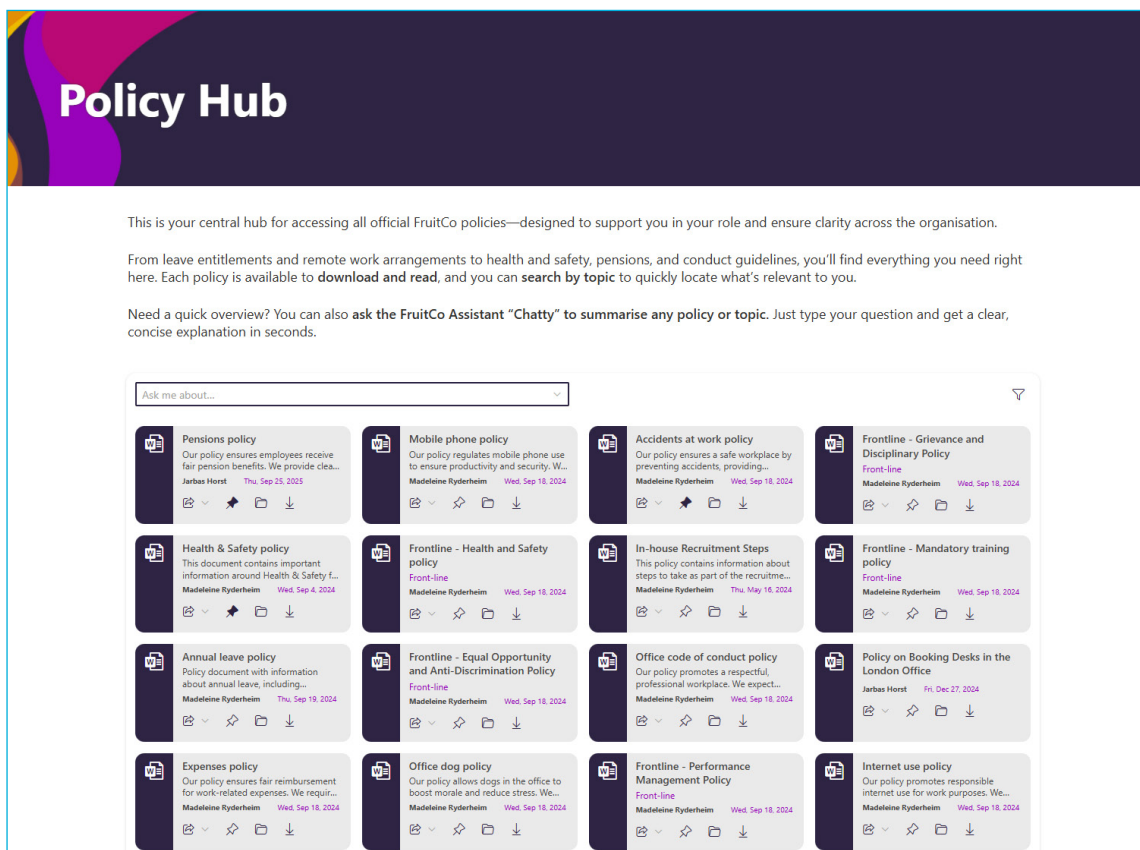 Policy Hub
This is your central hub for accessing all official FruitCo policies—designed to support you in your role and ensure clarity across the organisation.
From leave entitlements and remote work arrangements to health and safety, pensions, and conduct guidelines, you'll find everything you need right
here. Each policy is available to download and read, and you can search by topic to quickly locate what's relevant to you.
Need a quick overview? You can also ask the FruitCo Assistant “Chatty” to summarise any policy or topic. Just type your question and get a clear,
concise explanation in seconds.
Ask me about...
Pensions policy
Our policy ensures employees receive
fair pension benefits. We provide clea...
Jarbas Horst Thu, Sep 25, 2025
Mobile phone policy
Our policy regulates mobile phone use
to ensure productivity and security. W...
Madeleine Ryderheim Wed, Sep 18, 2024
Accidents at work policy
Our policy ensures a safe workplace by
preventing accidents, providing...
Madeleine Ryderheim Wed, Sep 18, 2024
Frontline - Grievance and
Disciplinary Policy
Front-line
Madeleine Ryderheim Wed, Sep 18, 2024
Health & Safety policy
This document contains important
information around Health & Safety f...
Madeleine Ryderheim Wed, Sep 4, 2024
Frontline - Health and Safety
policy
Front-line
Madeleine Ryderheim Wed, Sep 18, 2024
In-house Recruitment Steps
This policy contains information about
steps to take as part of the recruitme...
Madeleine Ryderheim Thu, May 16, 2024
Frontline - Mandatory training
policy
Front-line
Madeleine Ryderheim Wed, Sep 18, 2024
Annual leave policy
Policy document with information
about annual leave, including...
Madeleine Ryderheim Thu, Sep 19, 2024
Frontline - Equal Opportunity
and Anti-Discrimination Policy
Front-line
Madeleine Ryderheim Wed, Sep 18, 2024
Office code of conduct policy
Our policy promotes a respectful,
professional workplace. We expect...
Madeleine Ryderheim Wed, Sep 18, 2024
Policy on Booking Desks in the
London Office
Jarbas Horst Fri, Dec 27, 2024
Expenses policy
Our policy ensures fair reimbursement
for work-related expenses. We requir...
Madeleine Ryderheim Wed, Sep 18, 2024
Office dog policy
Our policy allows dogs in the office to
boost morale and reduce stress. We...
Madeleine Ryderheim Wed, Sep 18, 2024
Frontline - Performance
Management Policy
Front-line
Madeleine Ryderheim Wed, Sep 18, 2024
Internet use policy
Our policy promotes responsible
internet use for work purposes. We...
Madeleine Ryderheim Wed, Sep 18, 2024